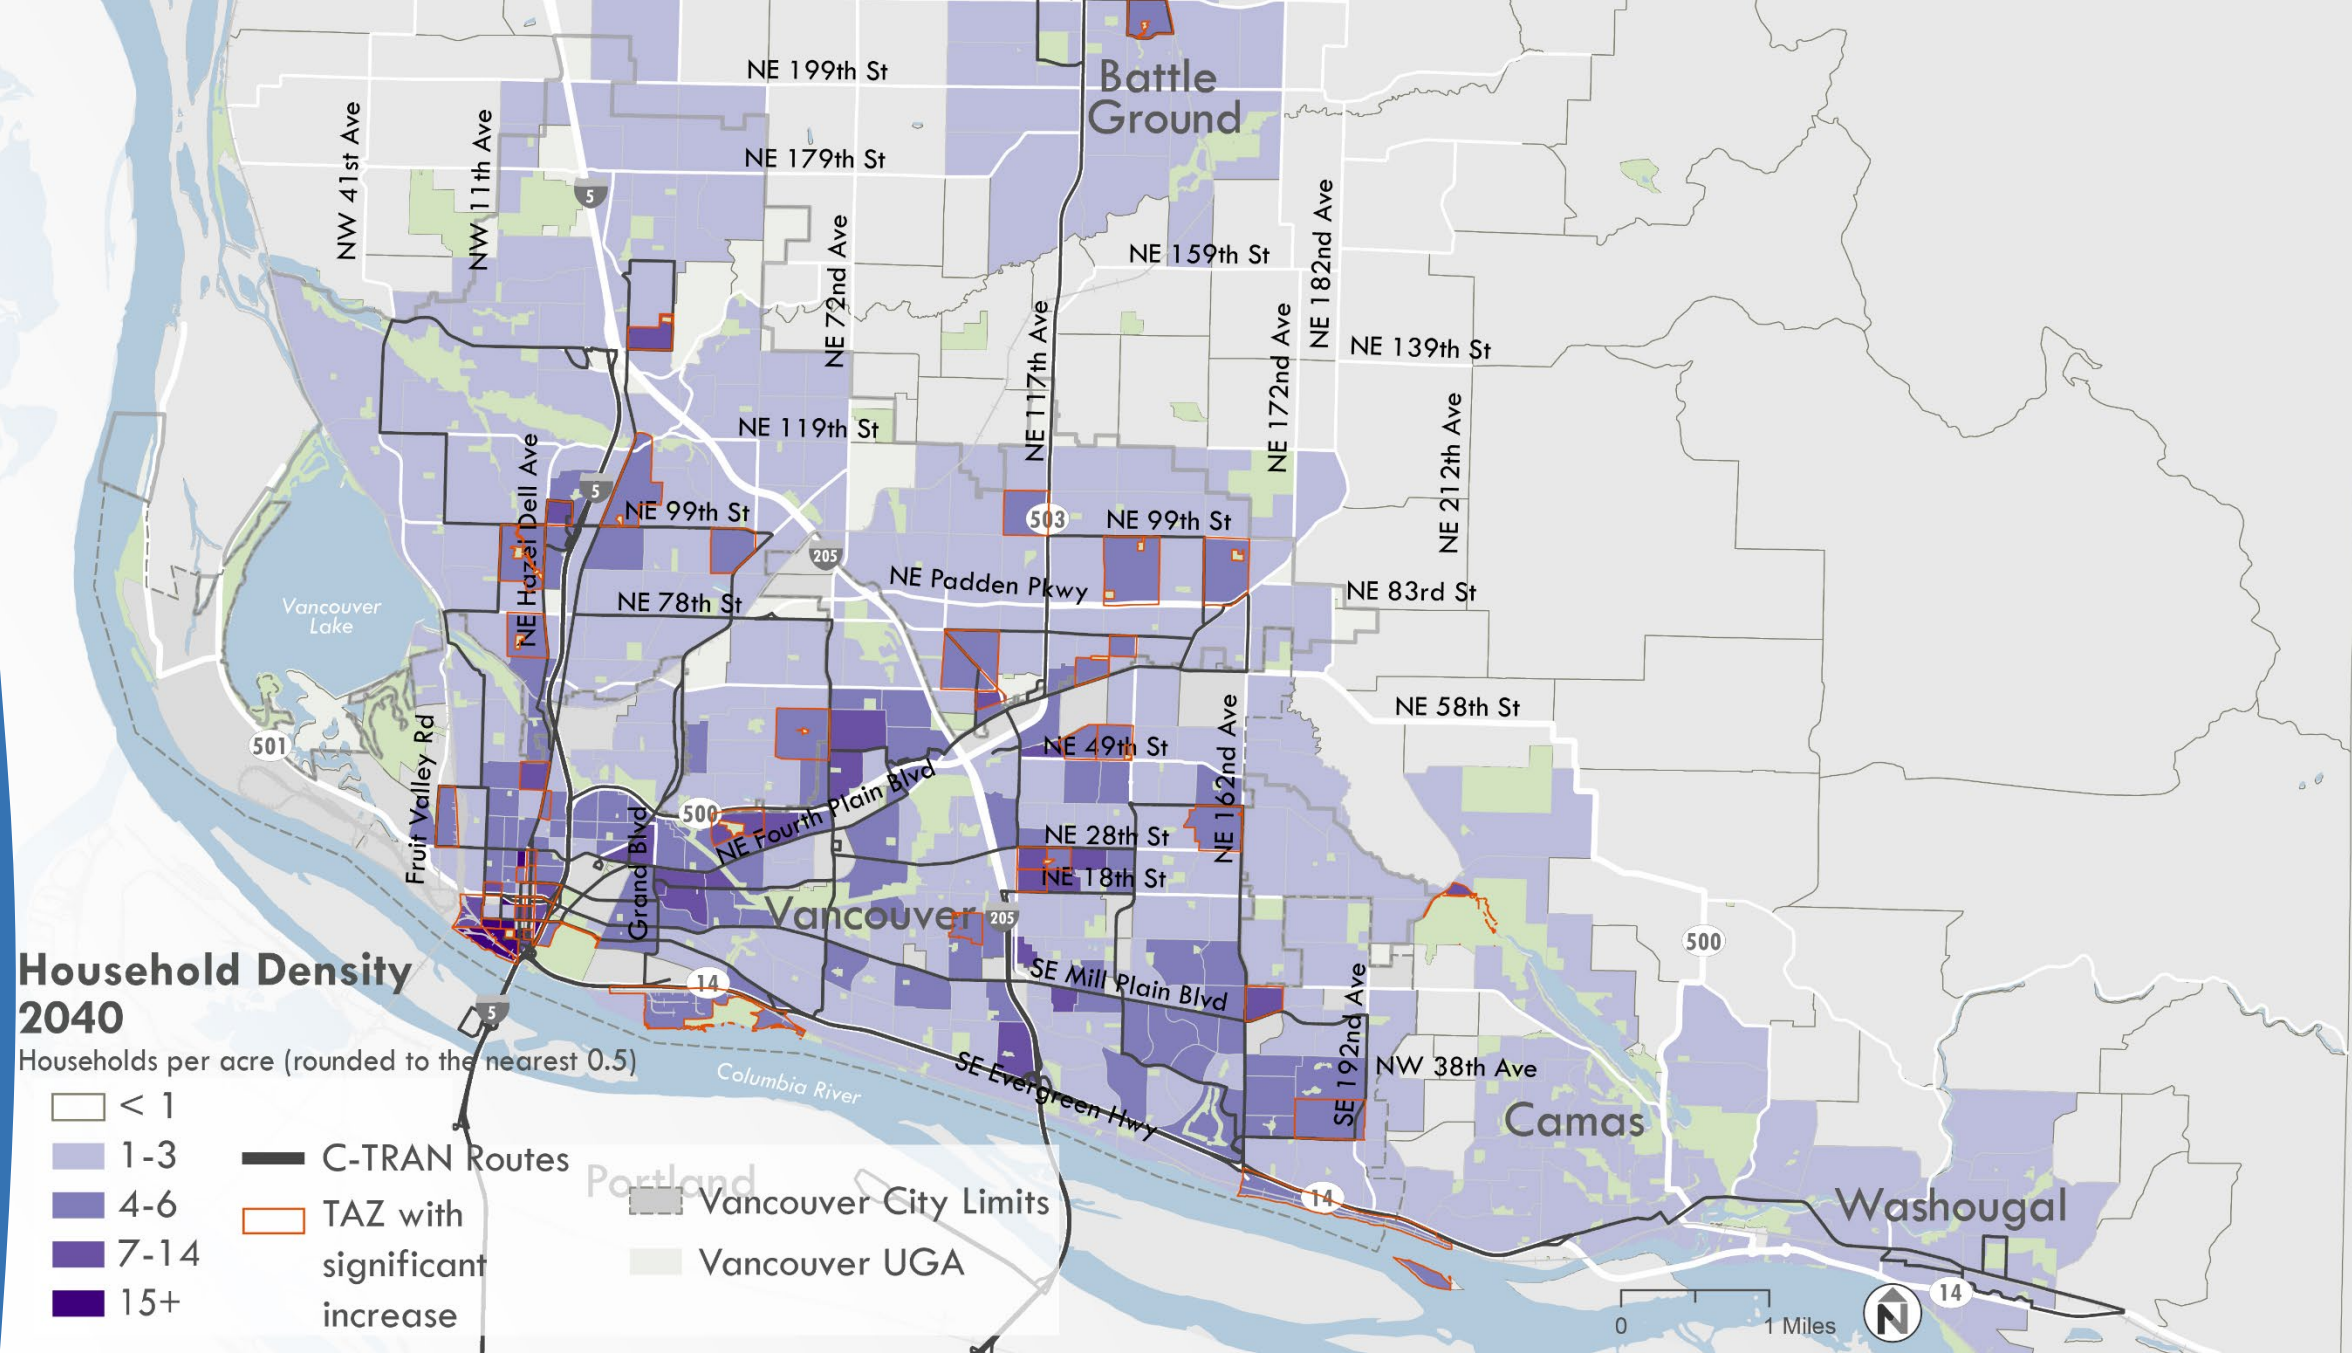 NE 199th St
Battle
Ground
NW 41st Ave
NW 11th Ave
NE 179th St
5
NE 72nd Ave
NE 159th St
NE 182nd Ave
NE 117th Ave
NE 172nd Ave
NE 139th St
NE 119th St
NE 212th Ave
NE Hazel Dell Ave
5
NE 99th St
503
NE 99th St
205
NE Padden Pkwy
NE 83rd St
NE 78th St
Vancouver
Lake
NE 58th St
501
Fruit Valley Rd
NE 162nd Ave
NE 49th St
500
NE Fourth Plain Blvd
Grand Blvd
NE 28th St
NE 18th St
Vancouver
205
500
SE Mill Plain Blvd
14
SE 192nd Ave
5
NW 38th Ave
SE Evergreen Hwy
Columbia River
Camas
Portland
14
Washougal
14
Household Density
2040
Households per acre (rounded to the nearest 0.5)
< 1
1-3
4-6
7-14
15+
C-TRAN Routes
TAZ with
significant
increase
Vancouver City Limits
Vancouver UGA
0 1 Miles
N